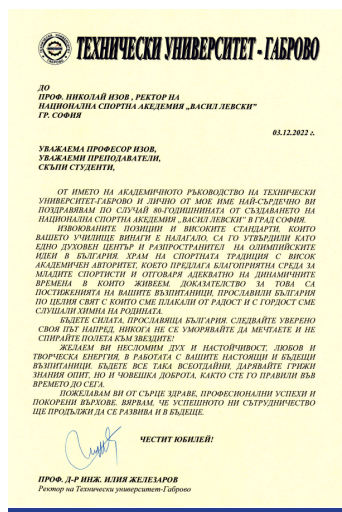 ТЕХНИЧЕСКИ УНИВЕРСИТЕТ - ГАБРОВО
ДО
ПРОФ. НИКОЛАЙ ИЗОВ , РЕКТОР НА
НАЦИОНАЛНА СПОРТНА АКЕДЕМИЯ „ВАСИЛ ЛЕВСКИ”
ГР. СОФИЯ
03.12.2022 г.
УВАЖАЕМА ПРОФЕСОР ИЗОВ,
УВАЖАЕМИ ПРЕПОДАВАТЕЛИ,
СКЪПИ СТУДЕНТИ,
ОТ ИМЕТО НА АКАДЕМИЧНОТО РЪКОВОДСТВО НА ТЕХНИЧЕСКИ
УНИВЕРСИТЕТ-ГАБРОВО И ЛИЧНО ОТ МОЕ ИМЕ НАЙ-СЪРДЕЧНО ВИ
ПОЗДРАВЯВАМ ПО СЛУЧАЙ 80-ГОДИШНИНАТА ОТ СЪЗДАВАНЕТО НА
НАЦИОНАЛНА СПОРТНА АКЕДЕМИЯ „ВАСИЛ ЛЕВСКИ” В ГРАД СОФИЯ.
ИЗВОЮВАНИТЕ ПОЗИЦИИ И ВИСОКИТЕ СТАНДАРТИ, КОИТО
ВАШЕТО УЧИЛИЩЕ ВИНАГИ Е НАЛАГАЛО, СА ГО УТВЪРДИЛИ КАТО
ЕДНО ДУХОВЕН ЦЕНТЪР И РАЗПРОСТРАНИТЕЛ НА ОЛИМПИЙСКИТЕ
ИДЕИ В БЪЛГАРИЯ. ХРАМ НА СПОРТНАТА ТРАДИЦИЯ С ВИСОК
АКАДЕМИЧЕН АВТОРИТЕТ, КОЕТО ПРЕДЛАГА БЛАГОПРИЯТНА СРЕДА ЗА
МЛАДИТЕ СПОРТИСТИ И ОТГОВАРЯ АДЕКВАТНО НА ДИНАМИЧНИТЕ
ВРЕМЕНА В КОИТО ЖИВЕЕМ. ДОКАЗАТЕЛСТВО ЗА ТОВА СА
ПОСТИЖЕНИЯТА НА ВАШИТЕ ВЪЗПИТАНИЦИ, ПРОСЛАВИЛИ БЪЛГАРИЯ
ПО ЦЕЛИЯ СВЯТ С КОИТО СМЕ ПЛАКАЛИ ОТ РАДОСТ И С ГОРДОСТ СМЕ
СЛУШАЛИ ХИМНА НА РОДИНАТА.
БЪДЕТЕ СИЛАТА, ПРОСЛАВЯЩА БЪЛГАРИЯ. СЛЕДВАЙТЕ УВЕРЕНО
СВОЯ ПЪТ НАПРЕД, НИКОГА НЕ СЕ УМОРЯВАЙТЕ ДА МЕЧТАЕТЕ И НЕ
СПИРАЙТЕ ПОЛЕТА КЪМ ЗВЕЗДИТЕ!
ЖЕЛАЕМ ВИ НЕСЛОМИМ ДУХ И НАСТОЙЧИВОСТ, ЛЮБОВ И
ТВОРЧЕСКА ЕНЕРГИЯ, В РАБОТАТА С ВАШИТЕ НАСТОЯЩИ И БЪДЕЩИ
ВЪЗПИТАНИЦИ. БЪДЕТЕ ВСЕ ТАКА ВСЕОТДАЙНИ, ДАРЯВАЙТЕ ГРИЖИ
ЗНАНИЯ ОПИТ, НО И ЧОВЕШКА ДОБРОТА, КАКТО СТЕ ГО ПРАВИЛИ ВЪВ
ВРЕМЕТО ДО СЕГА.
ПОЖЕЛАВАМ ВИ ОТ СЪРЦЕ ЗДРАВЕ, ПРОФЕСИОНАЛНИ УСПЕХИ И
ПОКОРЕНИ ВЪРХОВЕ. ВЯРВАМ, ЧЕ УСПЕШНОТО НИ СЪТРУДНИЧЕСТВО
ЩЕ ПРОДЪЛЖИ ДА СЕ РАЗВИВА И В БЪДЕЩЕ.
ЧЕСТИТ ЮБИЛЕЙ!
ПРОФ. Д-Р ИНЖ. ИЛИЯ ЖЕЛЕЗАРОВ
Ректор на Технически университет-Габрово